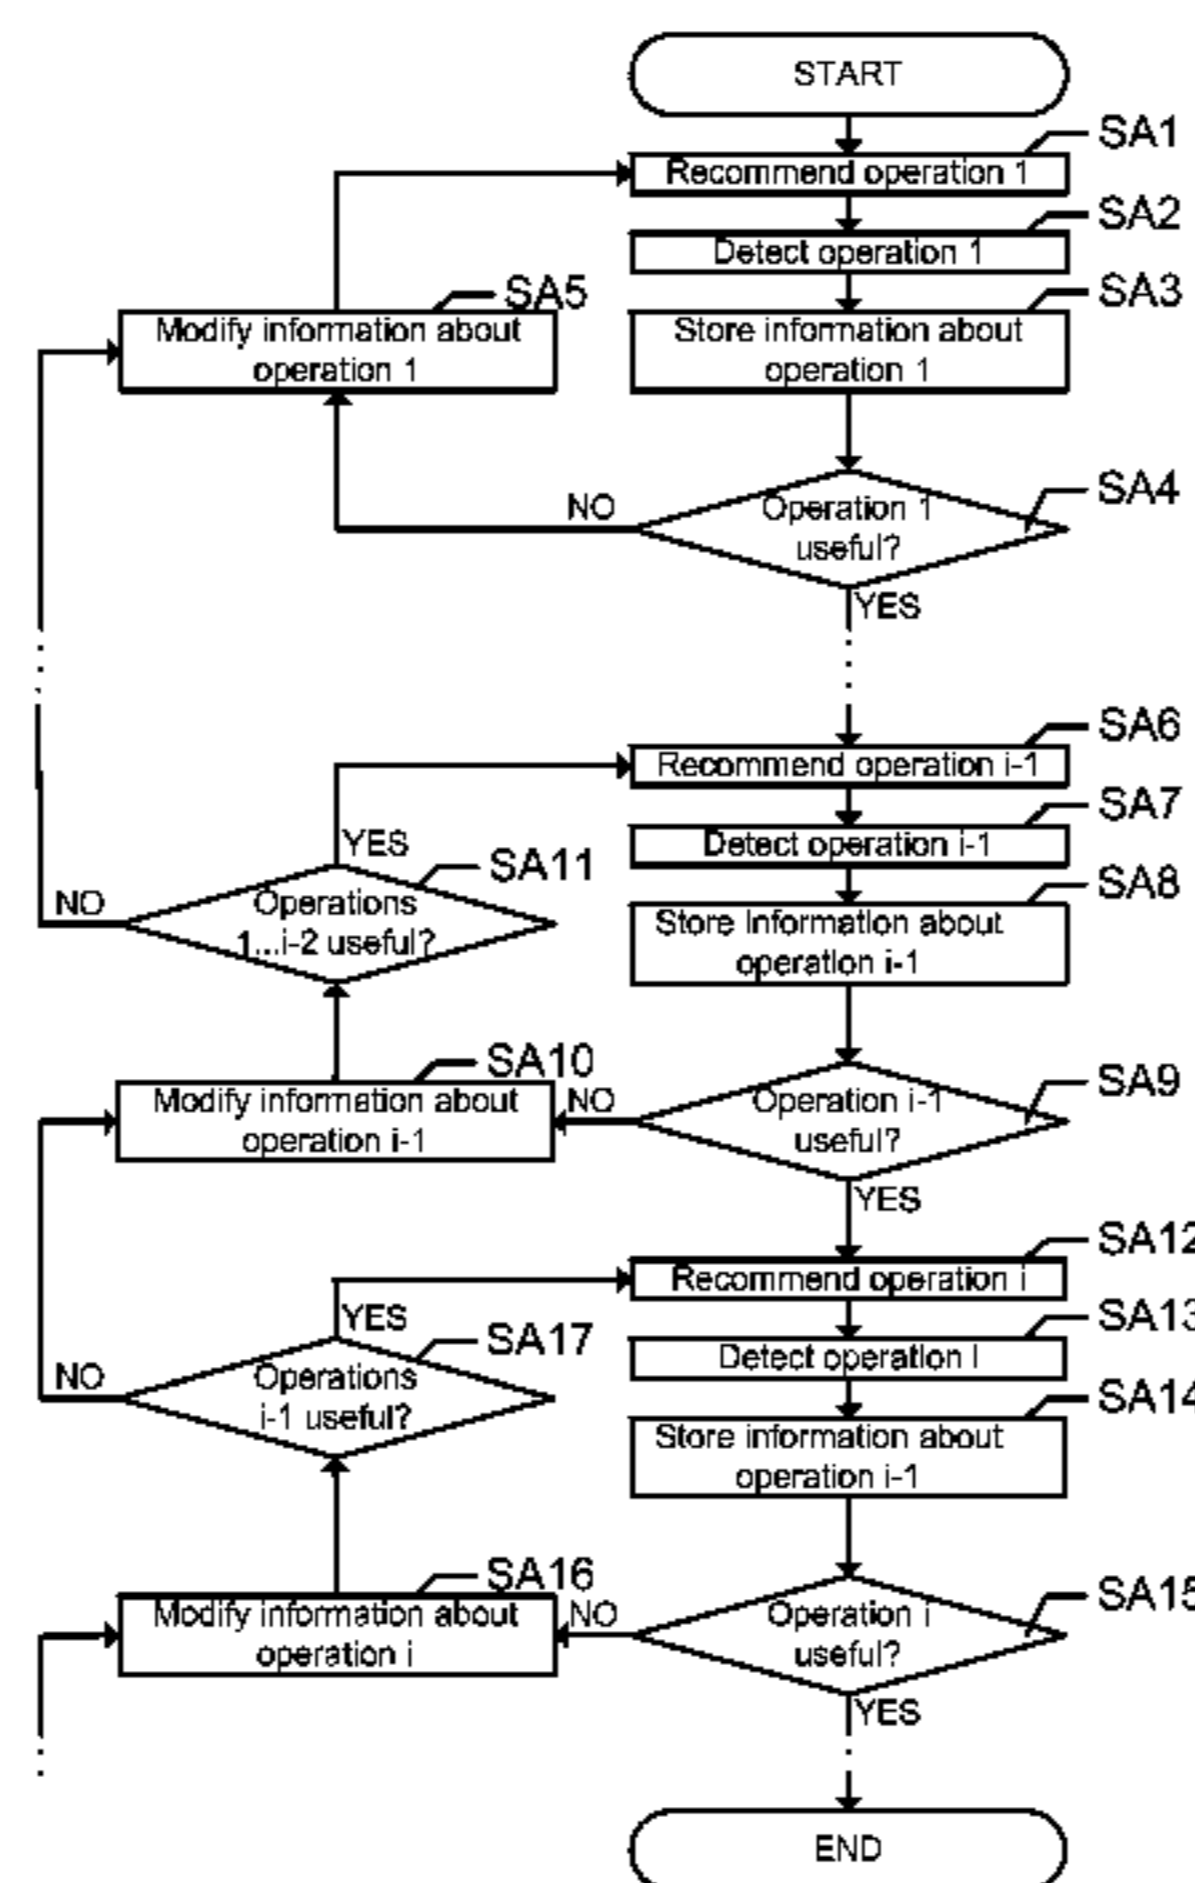 START
SA1
Recommend operation 1
SA2
Detect operation 1
SA3
Store information about
operation 1
SA5
Modify information about
operation 1
SA4
Operation 1
useful?
NO
YES
SA6
Recommend operation i-1
SA7
Detect operation i-1
SA8
Store information about
operation i-1
YES
SA11
NO
Operations
1...i-2 useful?
SA10
Modify information about
operation i-1
NO
SA9
Operation i-1
useful?
YES
SA12
Recommend operation i
SA13
Detect operation i
SA14
Store information about
operation i-1
YES
SA17
NO
Operations
i-1 useful?
SA16
Modify information about
operation i
NO
SA15
Operation i
useful?
YES
END